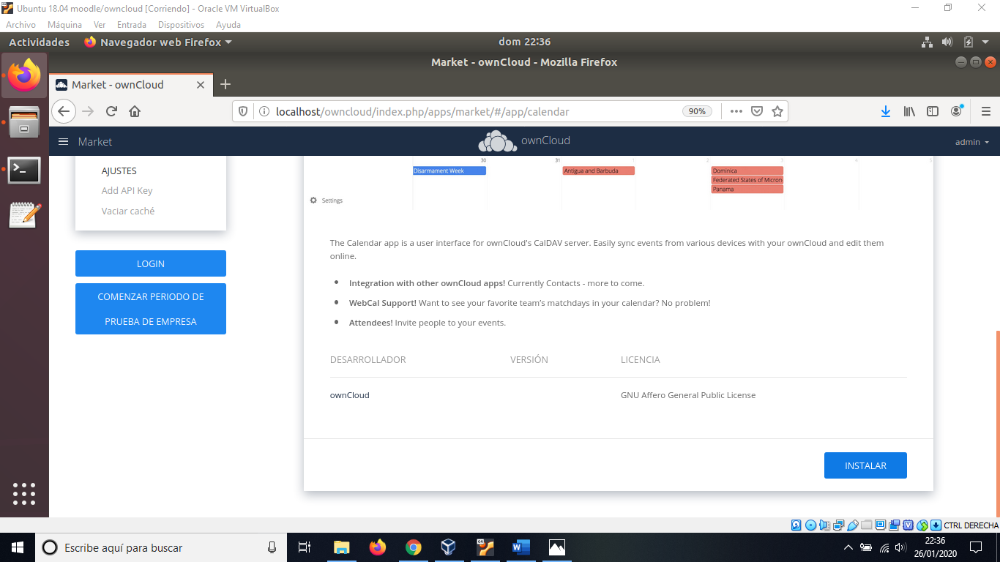 Ubuntu 18.04 moodle/owncloud [Corriendo] - Oracle VM VirtualBox
Archivo Máquina Ver Entrada Dispositivos Ayuda
Actividades Navegador web Firefox dom 22:36
Market - ownCloud - Mozilla Firefox
Market - ownCloud
localhost/owncloud/index.php/apps/market/#/app/calendar 90%
Market ownCloud admin
30 31 1 2 3 4 5
Disarmament Week Antigua and Barbuda Dominica
Federated States of Micron
Panama
Settings
AJUSTES
Add API Key
Vaciar caché
LOGIN
COMENZAR PERIODO DE
PRUEBA DE EMPRESA
The Calendar app is a user interface for ownCloud's CalDAV server. Easily sync events from various devices with your ownCloud and edit them
online.
Integration with other ownCloud apps! Currently Contacts - more to come.
WebCal Support! Want to see your favorite team's matchdays in your calendar? No problem!
Attendees! Invite people to your events.
DESARROLLADOR VERSIÓN LICENCIA
ownCloud GNU Affero General Public License
INSTALAR
CTRL DERECHA
Escribe aquí para buscar
22:36
26/01/2020